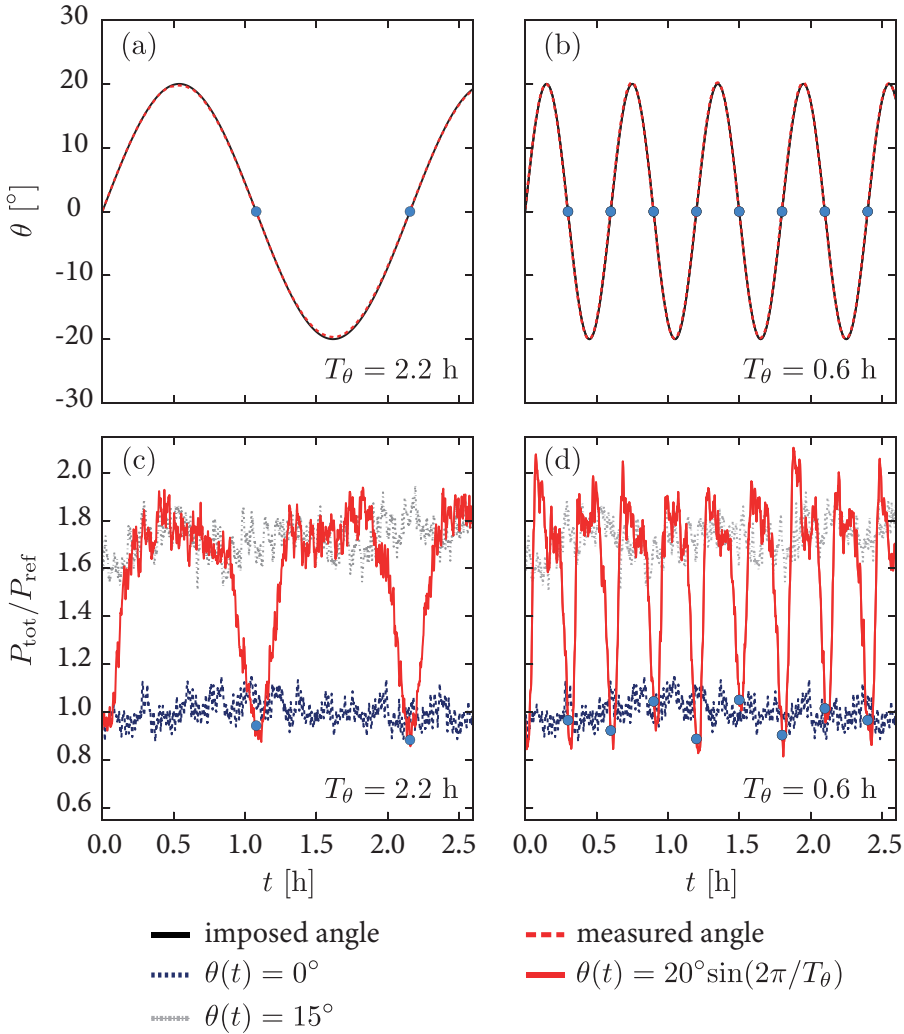 (a)
(b)
30
20
10
0
-10
-20
-30
θ [°]
T_θ = 2.2 h
T_θ = 0.6 h
(c)
(d)
2.0
1.8
1.6
1.4
1.2
1.0
0.8
0.6
P_tot/P_ref
T_θ = 2.2 h
T_θ = 0.6 h
0.0 0.5 1.0 1.5 2.0 2.5
0.0 0.5 1.0 1.5 2.0 2.5
t [h]
t [h]
imposed angle
measured angle
θ(t) = 0°
θ(t) = 20°sin(2π/T_θ)
θ(t) = 15°